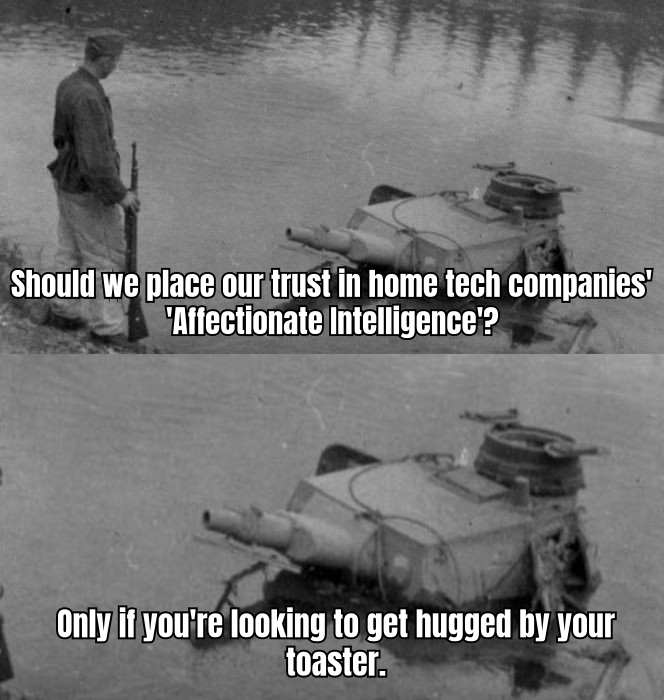 Should we place our trust in home tech companies'
'Affectionate Intelligence'?
Only if you're looking to get hugged by your
toaster.